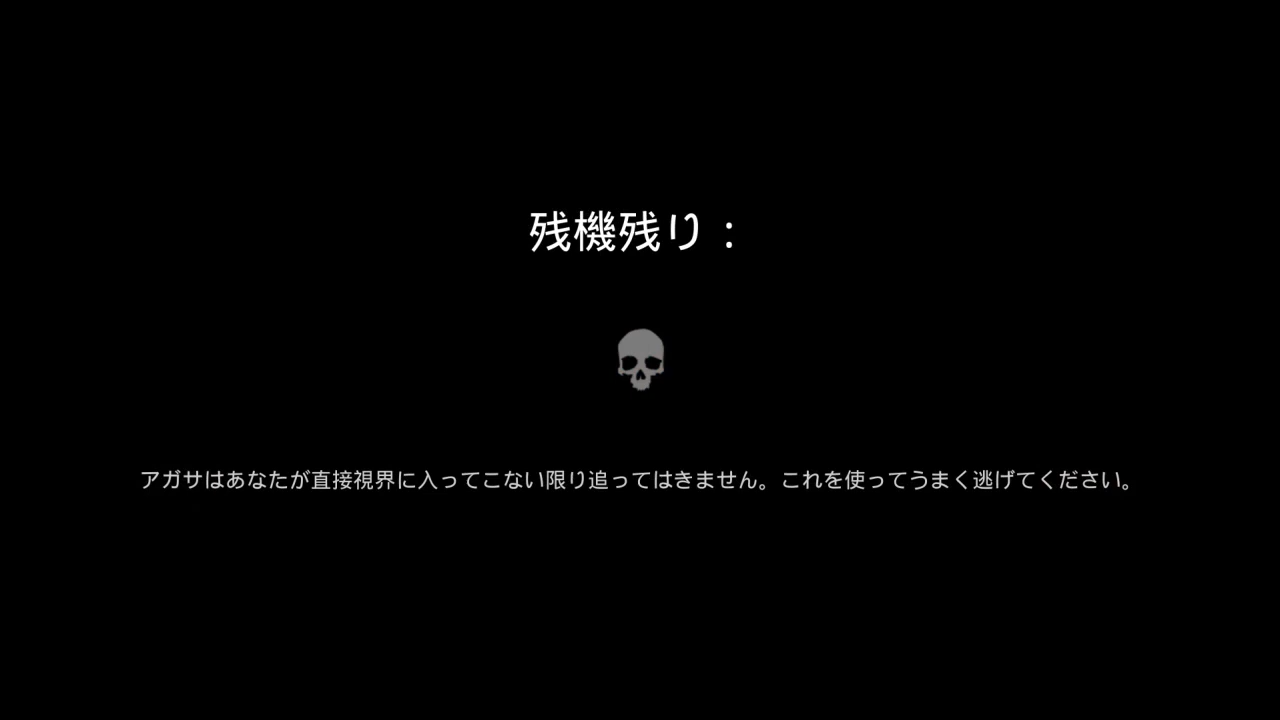 残機残り：
アガサはあなたが直接視界に入ってこない限り追ってはきません。これを使ってうまく逃げてください。